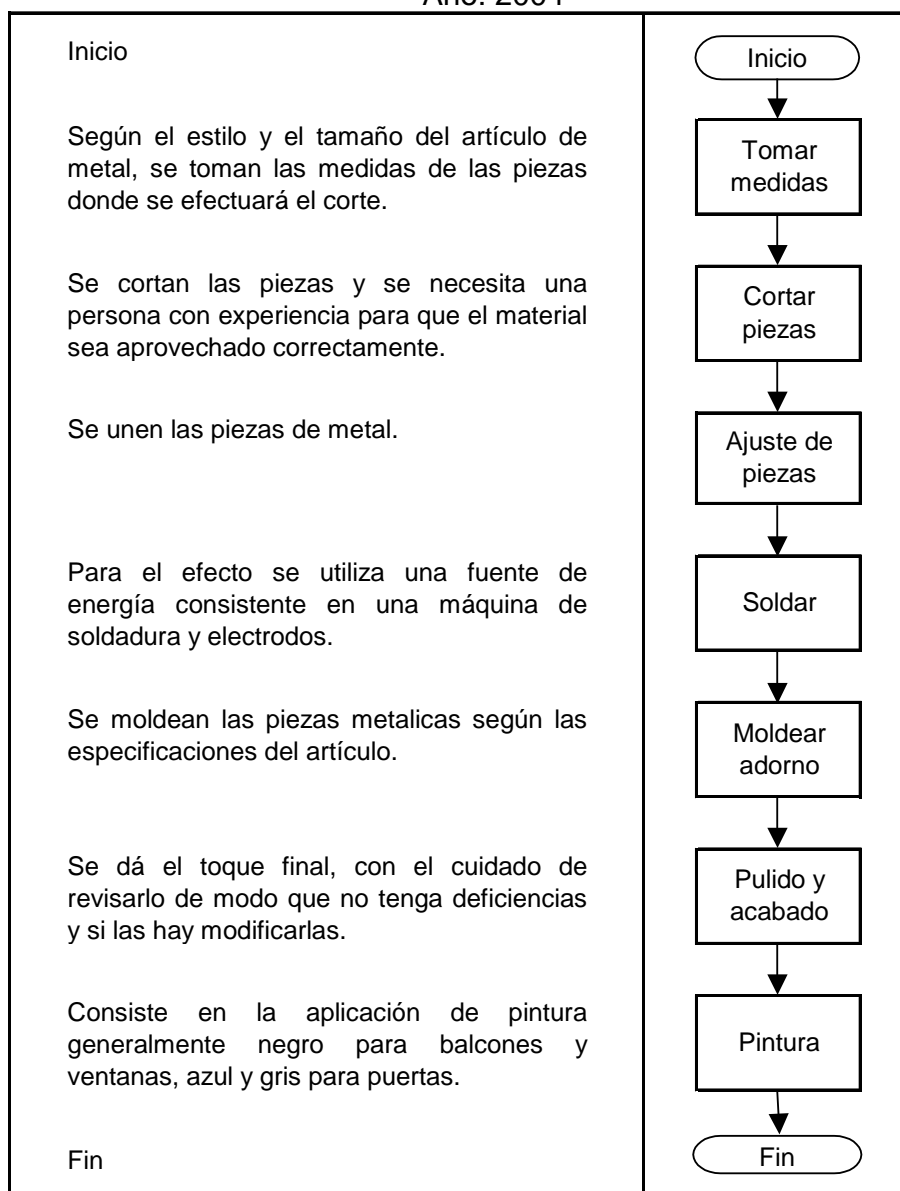 Inicio
Inicio
Según el estilo y el tamaño del artículo de
metal, se toman las medidas de las piezas
donde se efectuará el corte.
Tomar
medidas
Se cortan las piezas y se necesita una
persona con experiencia para que el material
sea aprovechado correctamente.
Cortar
piezas
Se unen las piezas de metal.
Ajuste de
piezas
Para el efecto se utiliza una fuente de
energía consistente en una máquina de
soldadura y electrodos.
Soldar
Se moldean las piezas metalicas según las
especificaciones del artículo.
Moldear
adorno
Se dá el toque final, con el cuidado de
revisarlo de modo que no tenga deficiencias
y si las hay modificarlas.
Pulido y
acabado
Consiste en la aplicación de pintura
generalmente negro para balcones y
ventanas, azul y gris para puertas.
Pintura
Fin
Fin